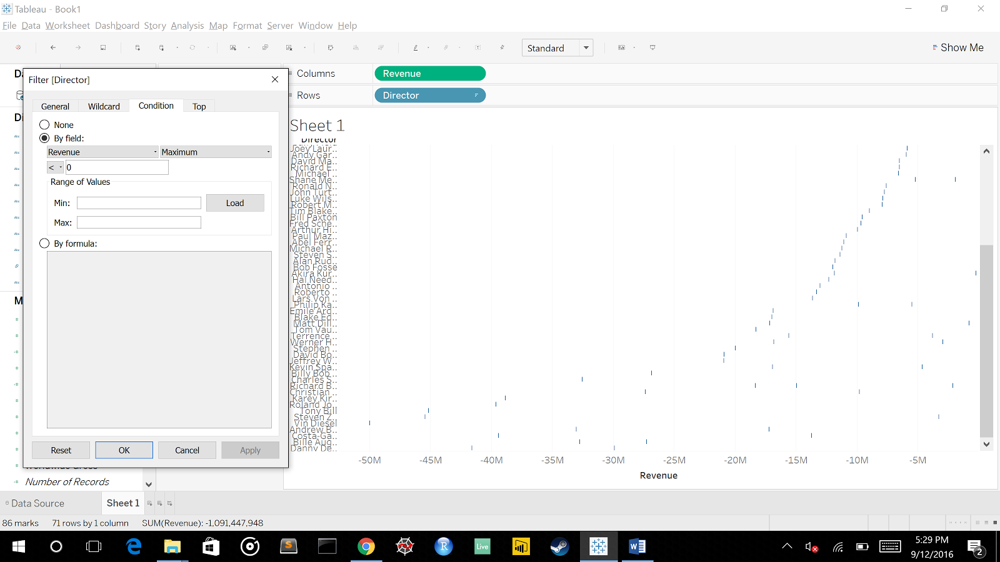 Tableau - Book1
File Data Worksheet Dashboard Story Analysis Map Format Server Window Help
Standard
Show Me
Filter [Director]
General Wildcard Condition Top
None
By field:
Revenue Maximum
< 0
Range of Values
Min: Load
Max:
By formula:
Reset OK Cancel Apply
Number of Records
Columns Revenue
Rows Director
Sheet 1
Director
Joey Laur..
Andy Gar..
David Ma..
Richard E..
Michael ..
Shane Me..
Ronald N..
John Turt..
Luke Wils..
Robert M..
Tim Blake..
Bill Paxton
Fred Sche..
Arthur Hi..
Paul Maz..
Abel Ferr..
Michael R..
Steven S..
Alan Rud..
Bob Fosse
Akira Kur..
Hal Need..
Antonio ..
Roberto ..
Lars Von ..
Philip Ka..
Emile Ard..
Blake Ed..
Matt Dill..
Tom Vau..
Terrence ..
Werner H..
Stephen ..
David Bo..
Jeffrey W..
Kevin Spa..
Billy Bob ..
Charles S..
Richard B..
Christian ..
Karey Kir..
Roland Jo..
Tony Bill
Steven Z..
Vin Diesel
Andrew B..
Costa-Ga..
Bille Aug..
Danny De..
-50M -45M -40M -35M -30M -25M -20M -15M -10M -5M
Revenue
Data Source Sheet 1
86 marks 71 rows by 1 column SUM(Revenue): -1,091,447,948
Live
5:29 PM
9/12/2016
2